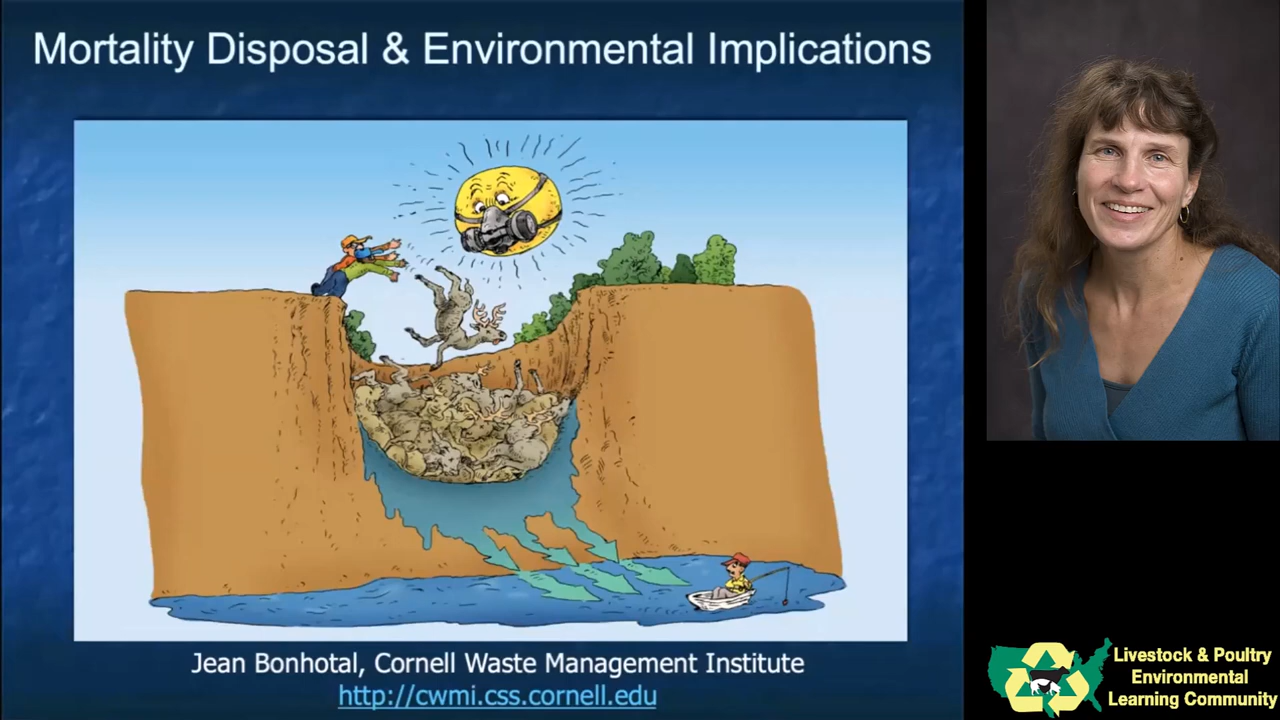 Mortality Disposal & Environmental Implications
Jean Bonhotal, Cornell Waste Management Institute
http://cwmi.css.cornell.edu
Livestock & Poultry
Environmental
Learning Community